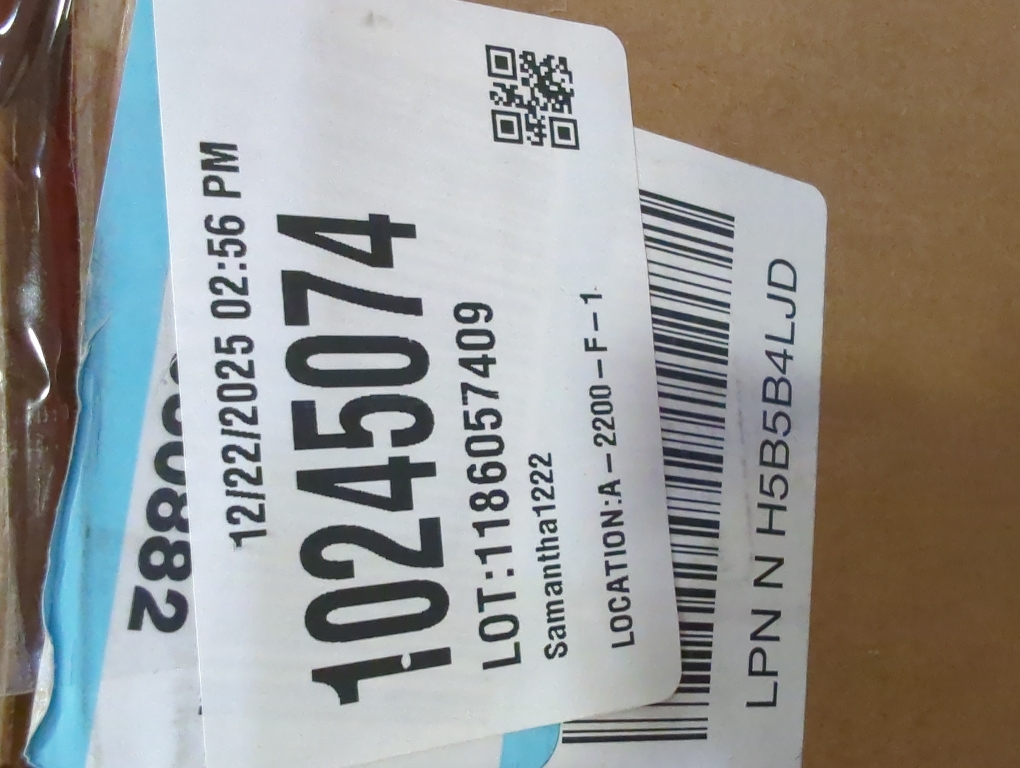 12/22/2025 02:56 PM
10245074
LOT:1186057409
Samantha1222
LOCATION:A-2200-F-1
LPN N H5B5B4LJD